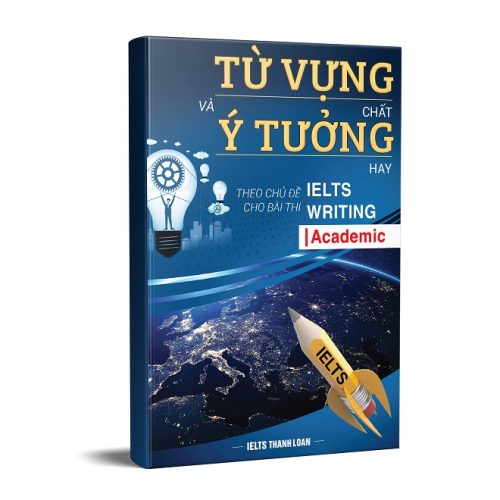 TỪ VỰNG
VÀ CHẤT
Ý TƯỞNG
HAY
THEO CHỦ ĐỀ IELTS
CHO BÀI THI WRITING
Academic
IELTS
IELTS THANH LOAN